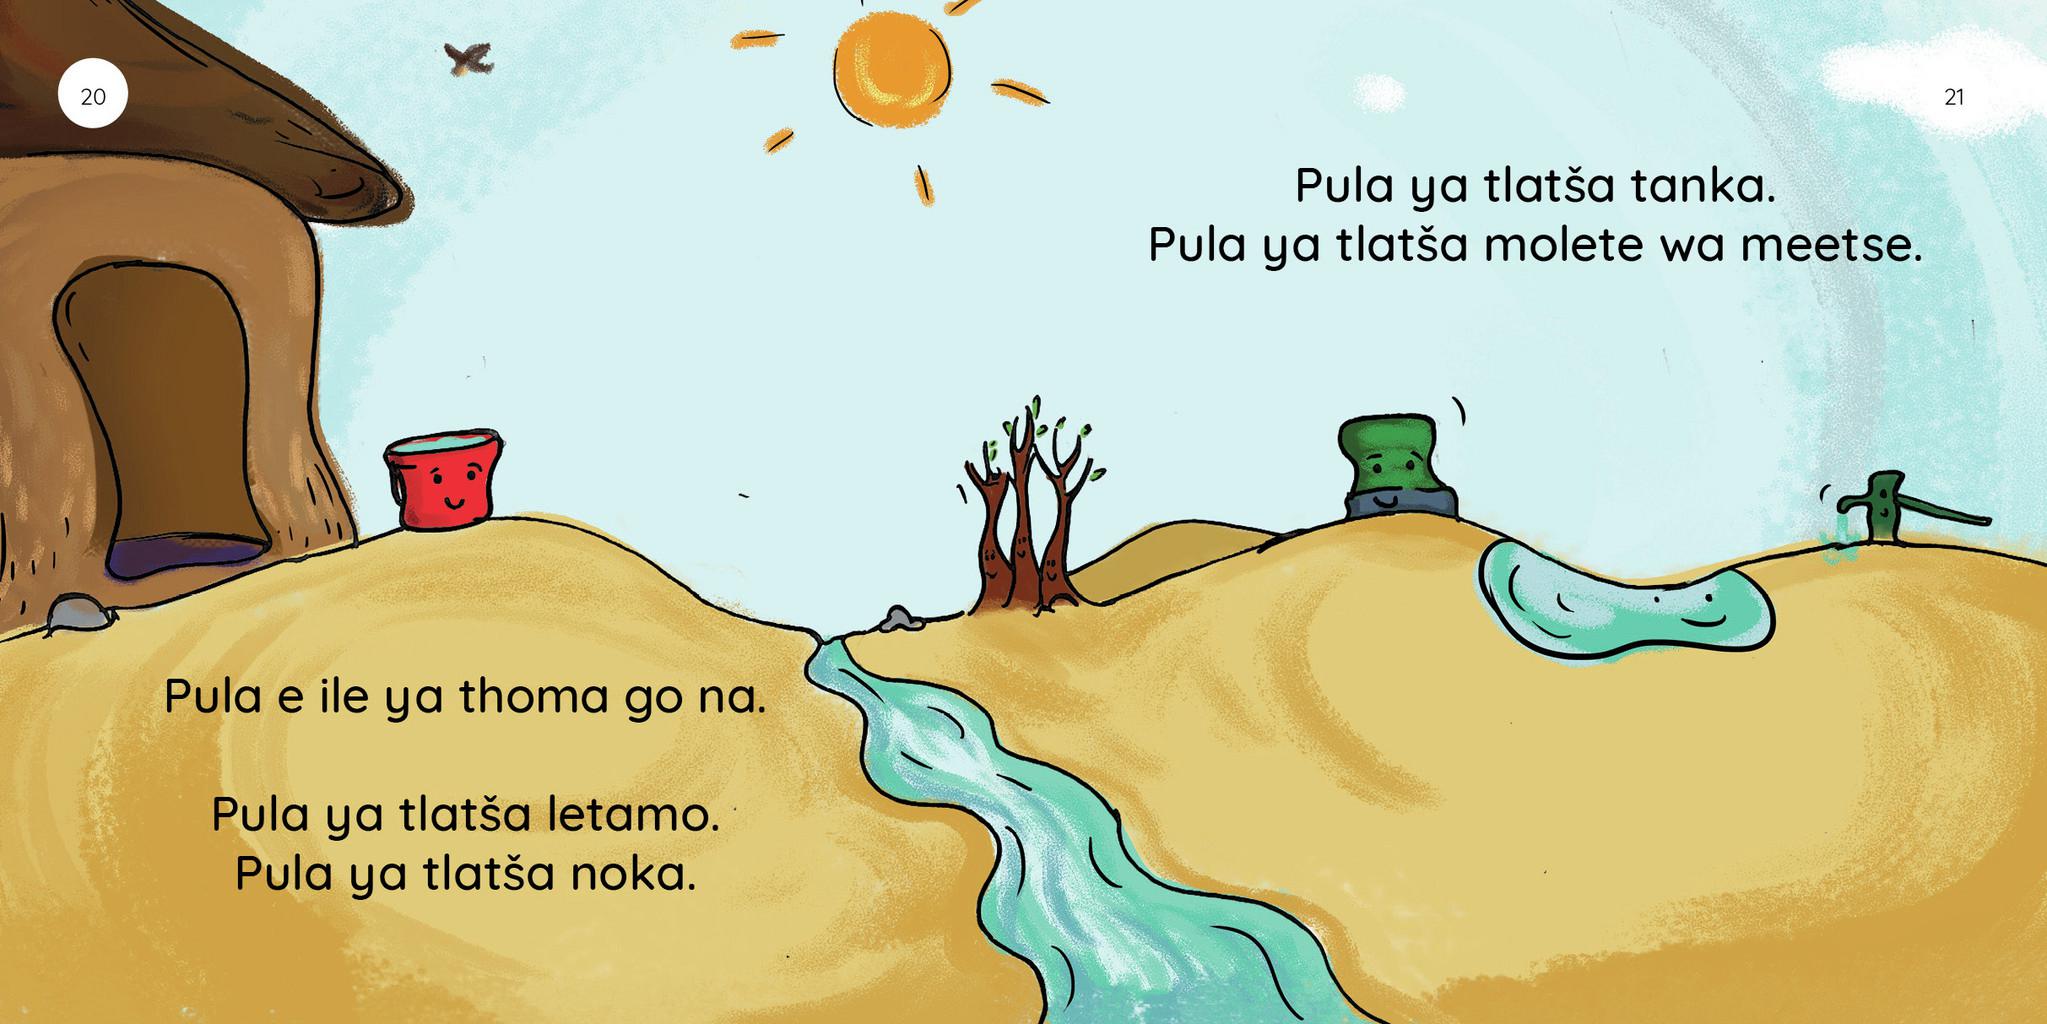 20
Pula e ile ya thoma go na.
Pula ya tlatša letamo.
Pula ya tlatša noka.
21
Pula ya tlatša tanka.
Pula ya tlatša molete wa meetse.